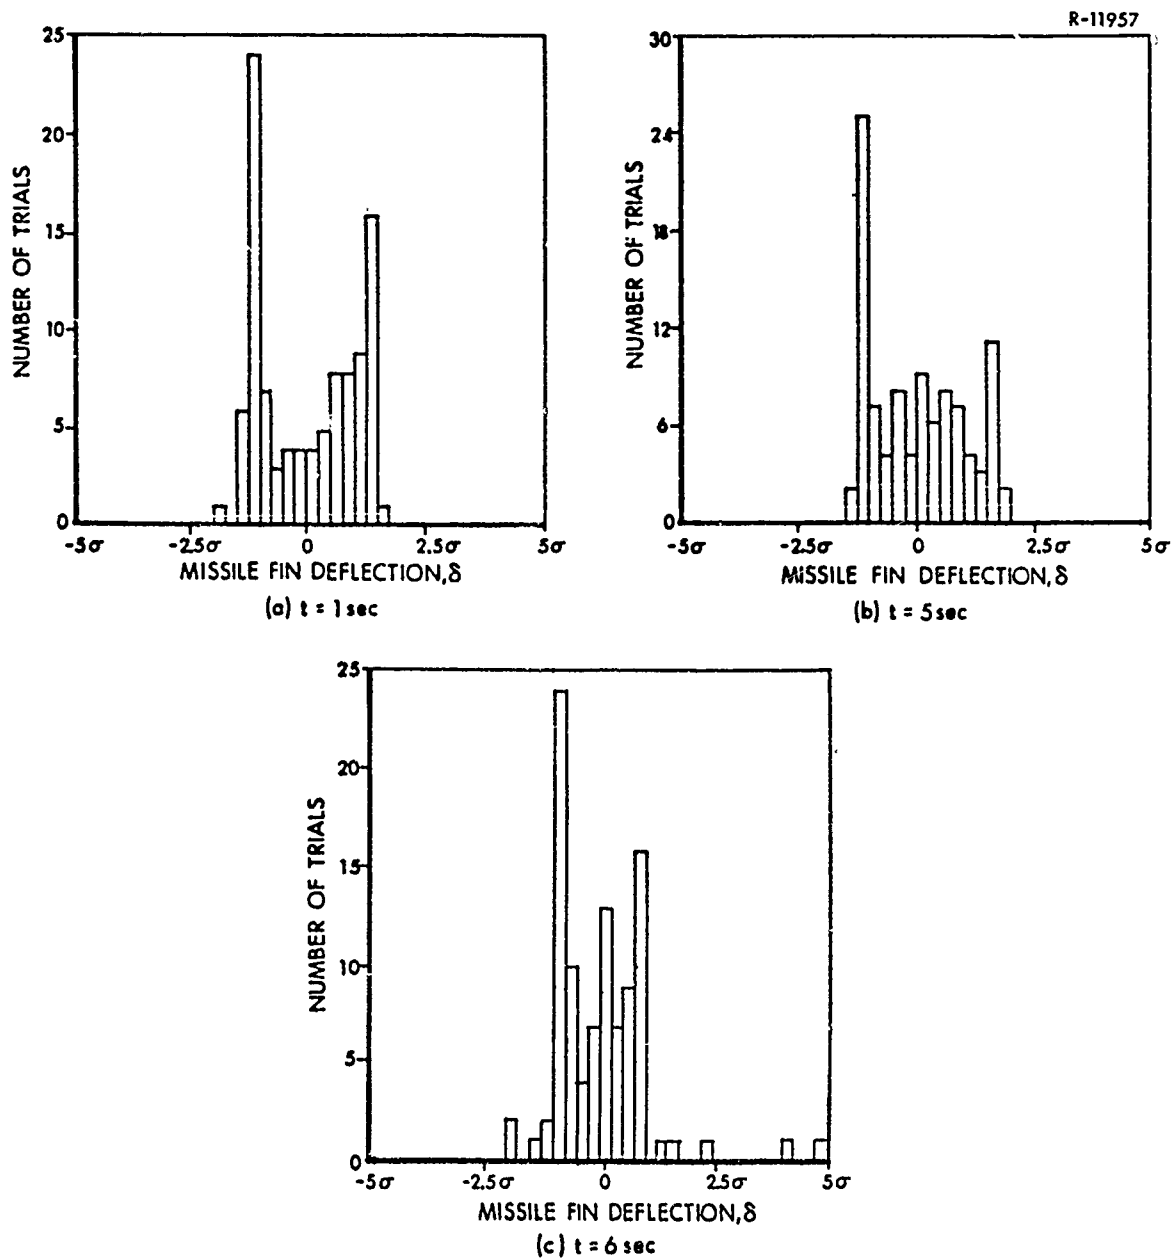 R-11957
25
20
15
10
5
0
NUMBER OF TRIALS
-5σ -2.5σ 0 2.5σ 5σ
MISSILE FIN DEFLECTION,δ
(a) t = 1 sec
30
24
18
12
6
0
NUMBER OF TRIALS
-5σ -2.5σ 0 2.5σ 5σ
MISSILE FIN DEFLECTION,δ
(b) t = 5 sec
25
20
15
10
5
0
NUMBER OF TRIALS
-5σ -2.5σ 0 2.5σ 5σ
MISSILE FIN DEFLECTION,δ
(c) t = 6 sec